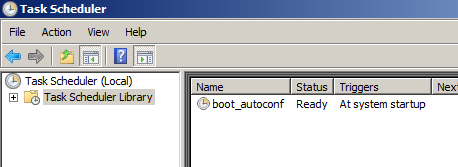 Task Scheduler
File Action View Help
Task Scheduler (Local)
Task Scheduler Library
Name Status Triggers Next
boot_autoconf Ready At system startup